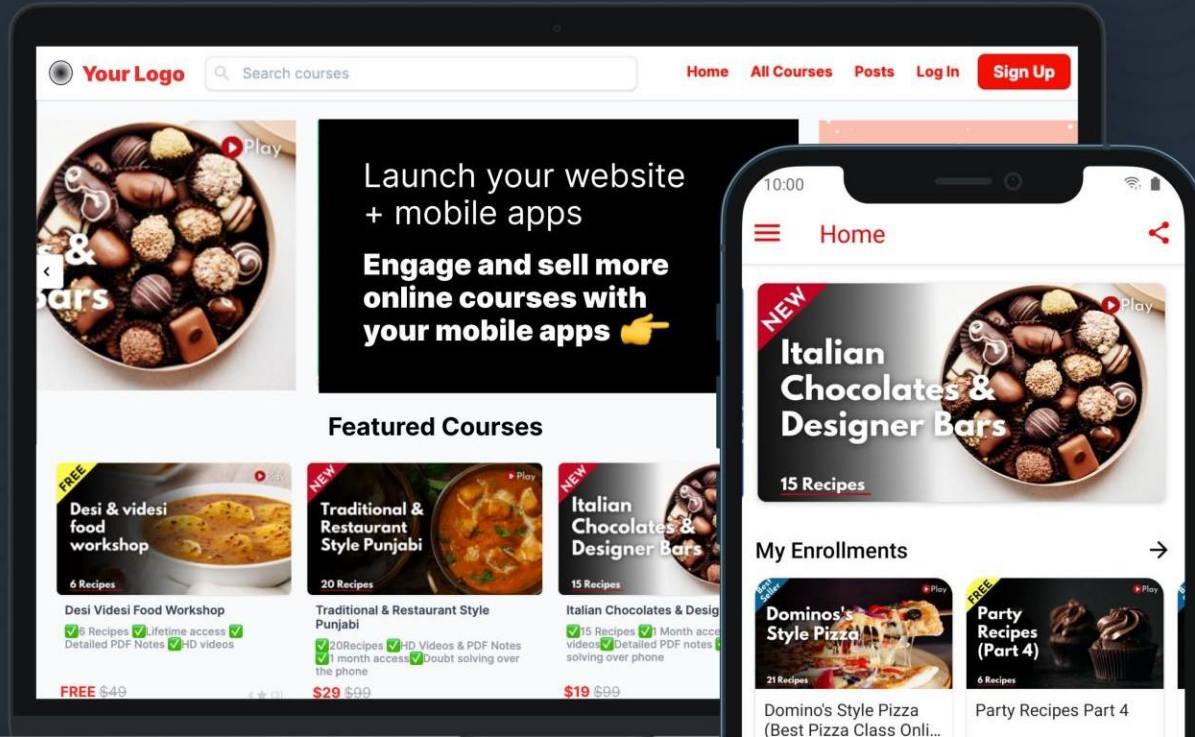 Your Logo
Search courses
Home
All Courses
Posts
Log In
Sign Up
Play
&
ars
Launch your website
+ mobile apps
Engage and sell more
online courses with
your mobile apps 👉
Featured Courses
FREE
Desi & videsi
food
workshop
6 Recipes
Desi Videsi Food Workshop
✅6 Recipes ✅Lifetime access ✅
Detailed PDF Notes ✅HD videos
FREE $49
4 ★ (3)
NEW
Play
Traditional &
Restaurant
Style Punjabi
20 Recipes
Traditional & Restaurant Style
Punjabi
✅20Recipes ✅HD Videos & PDF Notes
✅1 month access✅Doubt solving over
the phone
$29 $99
NEW
Italian
Chocolates &
Designer Bars
15 Recipes
Italian Chocolates & Desig
✅15 Recipes ✅1 Month acce
videos✅Detailed PDF notes
solving over phone
$19 $99
10:00
Home
NEW
Play
Italian
Chocolates &
Designer Bars
15 Recipes
My Enrollments
Best
Seller
Play
Domino's
Style Pizza
21 Recipes
Domino's Style Pizza
(Best Pizza Class Onli...
FREE
Play
Party
Recipes
(Part 4)
6 Recipes
Party Recipes Part 4